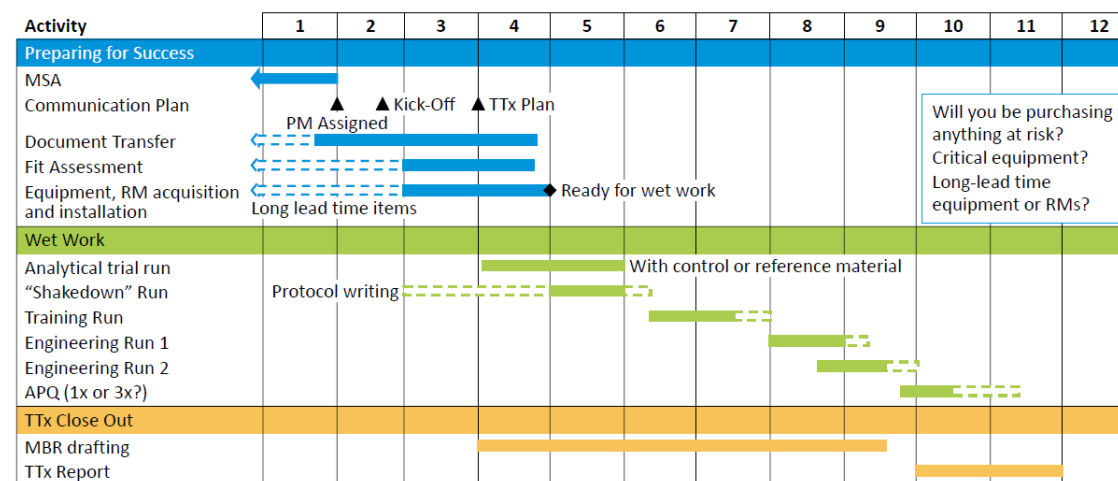 Activity 1 2 3 4 5 6 7 8 9 10 11 12
Preparing for Success
MSA
Communication Plan Kick-Off TTx Plan
PM Assigned
Document Transfer
Fit Assessment
Equipment, RM acquisition
and installation
Ready for wet work
Long lead time items
Will you be purchasing
anything at risk?
Critical equipment?
Long-lead time
equipment or RMs?
Wet Work
Analytical trial run With control or reference material
“Shakedown” Run Protocol writing
Training Run
Engineering Run 1
Engineering Run 2
APQ (1x or 3x?)
TTx Close Out
MBR drafting
TTx Report